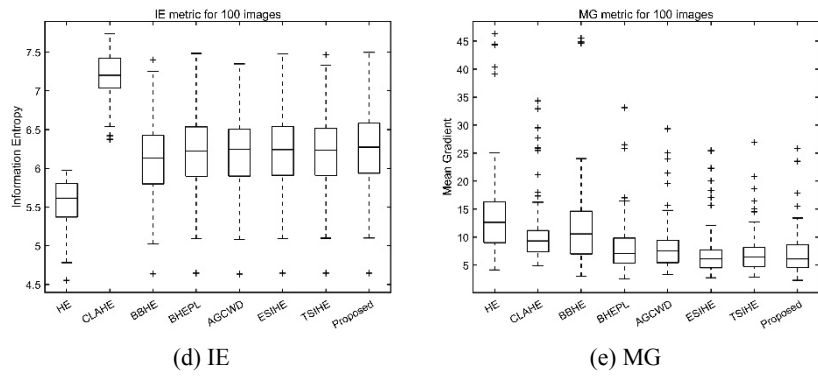 IE metric for 100 images
Information Entropy
7.5
7
6.5
6
5.5
5
4.5
HE
CLAHE
BBHE
BHEPL
AGCWD
ESIHE
TSIHE
Proposed
(d) IE
MG metric for 100 images
Mean Gradient
45
40
35
30
25
20
15
10
5
HE
CLAHE
BBHE
BHEPL
AGCWD
ESIHE
TSIHE
Proposed
(e) MG